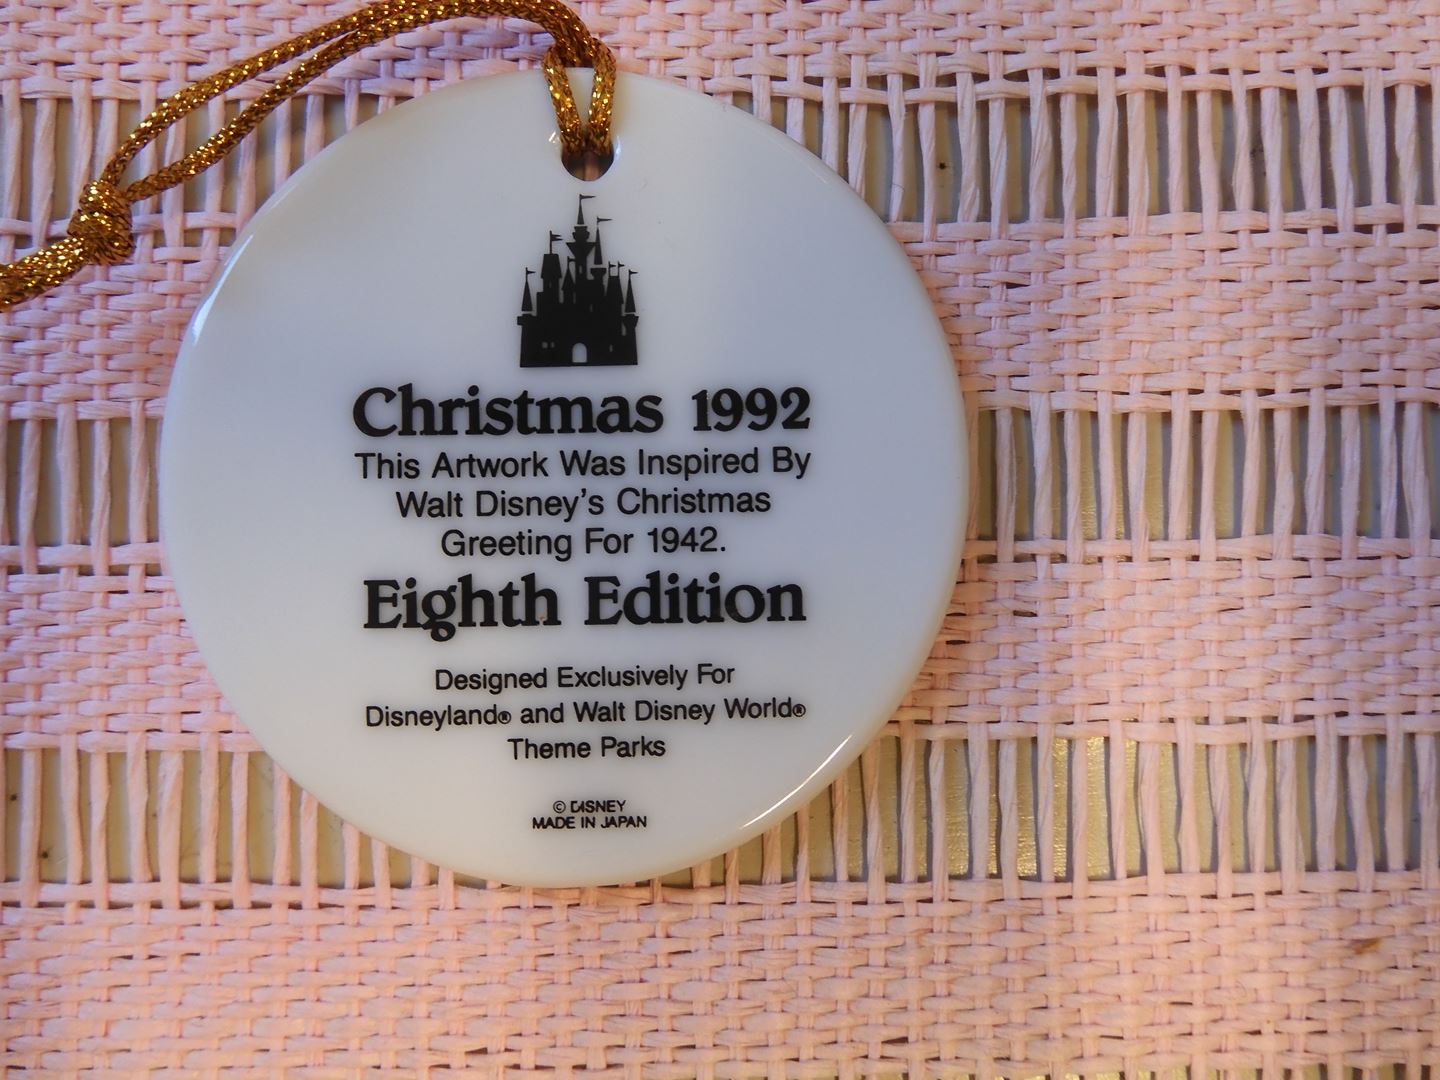 Christmas 1992
This Artwork Was Inspired By
Walt Disney's Christmas
Greeting For 1942.
Eighth Edition
Designed Exclusively For
Disneyland® and Walt Disney World®
Theme Parks
© DISNEY
MADE IN JAPAN